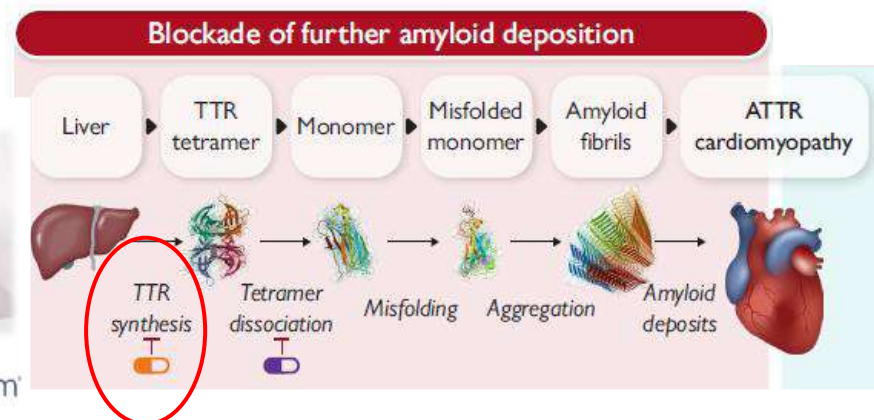 Blockade of further amyloid deposition
Liver
TTR
tetramer
Monomer
Misfolded
monomer
Amyloid
fibrils
ATTR
cardiomyopathy
TTR
synthesis
Tetramer
dissociation
Misfolding
Aggregation
Amyloid
deposits